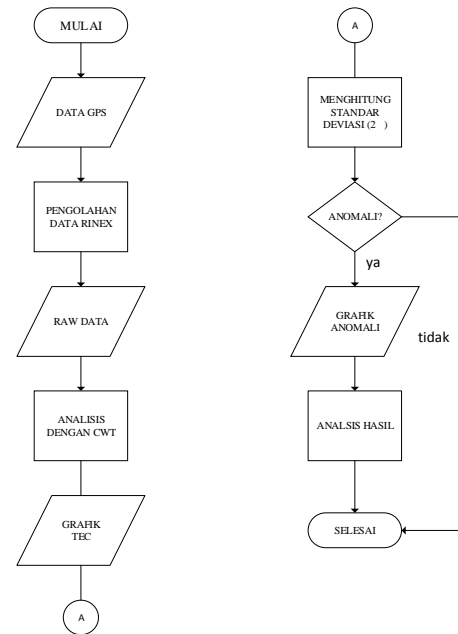 MULAI
DATA GPS
PENGOLAHAN
DATA RINEX
RAW DATA
ANALISIS
DENGAN CWT
GRAFIK
TEC
A
A
MENGHITUNG
STANDAR
DEVIASI (2 )
ANOMALI?
ya
GRAFIK
ANOMALI
tidak
ANALSIS HASIL
SELESAI